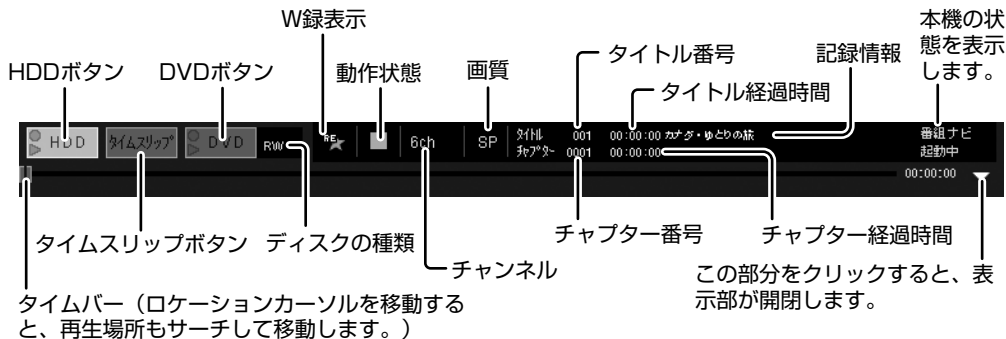 W録表示
本機の状
態を表示
します。
HDDボタン
DVDボタン
動作状態
画質
タイトル番号
タイトル経過時間
記録情報
HDD
タイムスリップ
DVD
RW
RE
6ch
SP
タイトル 001 00:00:00 カナダ・ゆとりの旅
チャプター 0001 00:00:00
番組ナビ
起動中
00:00:00
タイムスリップボタン
ディスクの種類
チャンネル
チャプター番号
チャプター経過時間
この部分をクリックすると、表
示部が開閉します。
タイムバー（ロケーションカーソルを移動する
と、再生場所もサーチして移動します。）